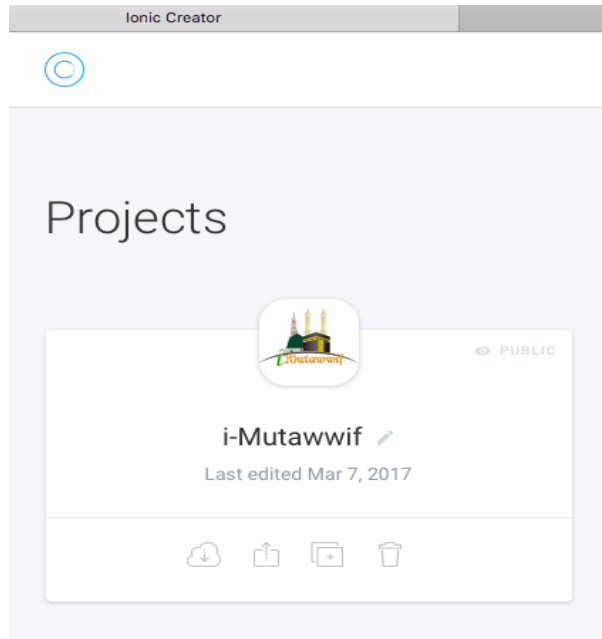 Ionic Creator
Projects
PUBLIC
i Mutawwif
i-Mutawwif
Last edited Mar 7, 2017